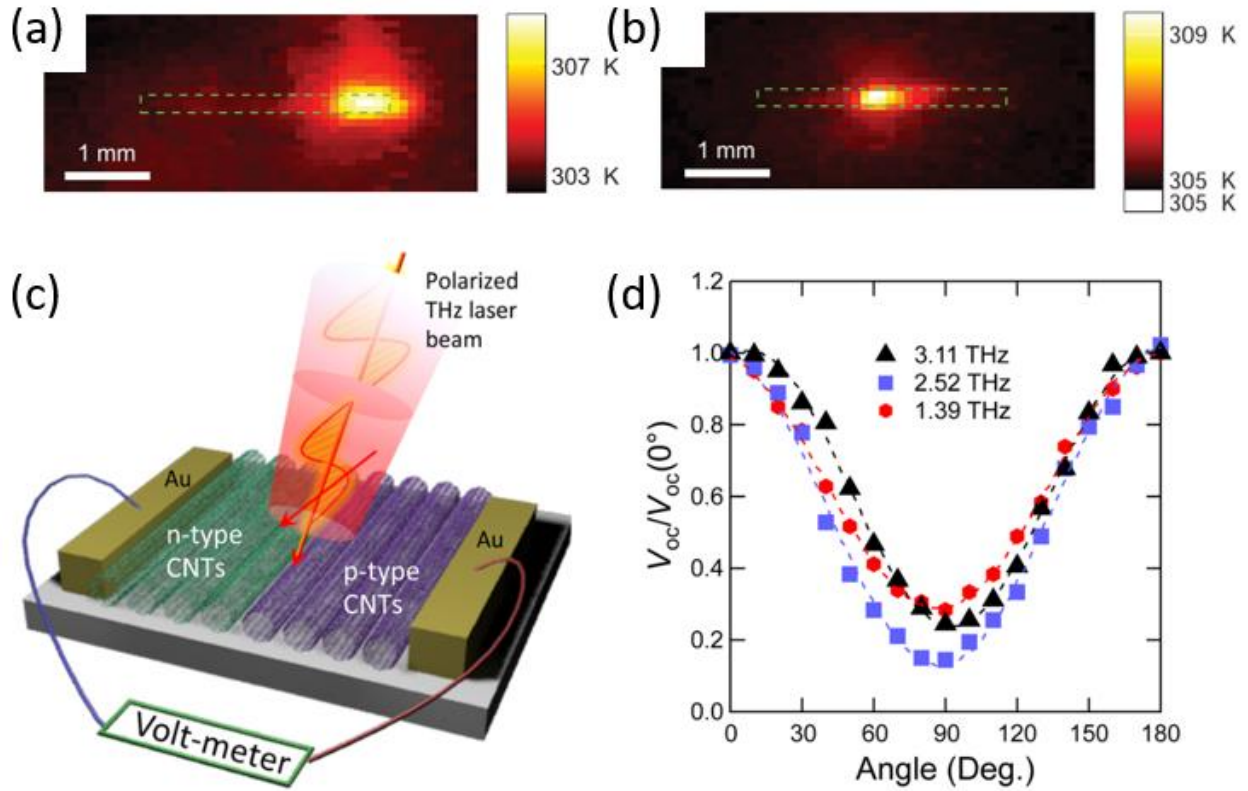 (a)
307 K
303 K
1 mm
(b)
309 K
305 K
305 K
1 mm
(c)
Polarized
THz laser
beam
Au
n-type
CNTs
p-type
CNTs
Au
Volt-meter
(d)
1.2
1.0
0.8
0.6
0.4
0.2
0.0
Voc/Voc(0°)
3.11 THz
2.52 THz
1.39 THz
0 30 60 90 120 150 180
Angle (Deg.)